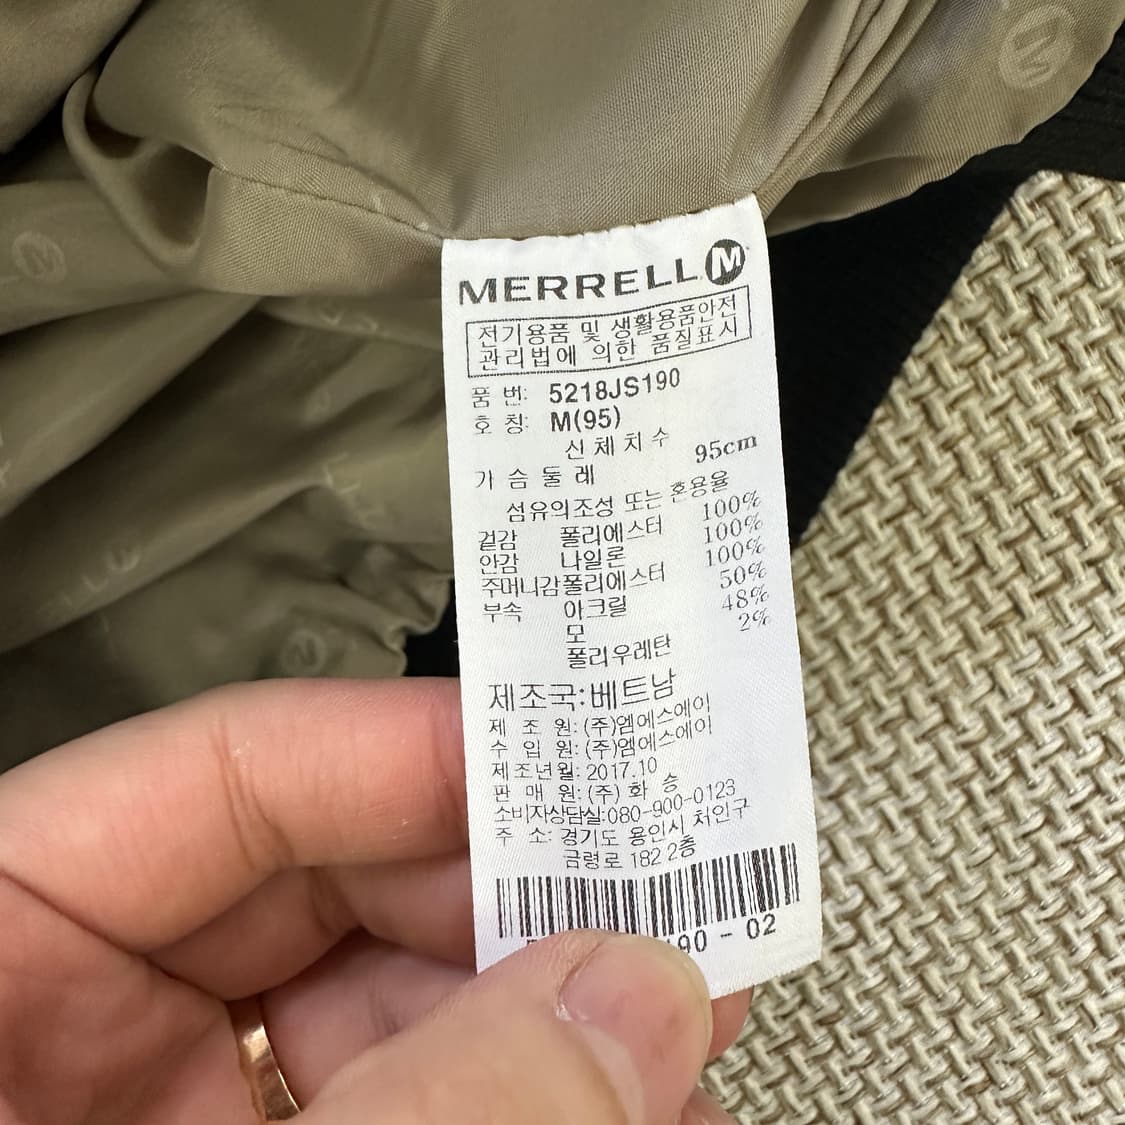 MERRELL M
전기용품 및 생활용품안전
관리법에 의한 품질표시
품 번: 5218JS190
호 칭: M(95)
신체치수
가슴둘레 95cm
섬유의조성 또는 혼용율
겉감 폴리에스터 100%
안감 나일론 100%
주머니감 폴리에스터 100%
부속 아크릴 50%
모 48%
폴리우레탄 2%
제조국:베트남
제 조 원: (주)엠에스에이
수 입 원: (주)엠에스에이
제조년월: 2017.10
판 매 원: (주) 화 승
소비자상담실:080-900-0123
주 소: 경기도 용인시 처인구
금령로 182 2층
90 - 02